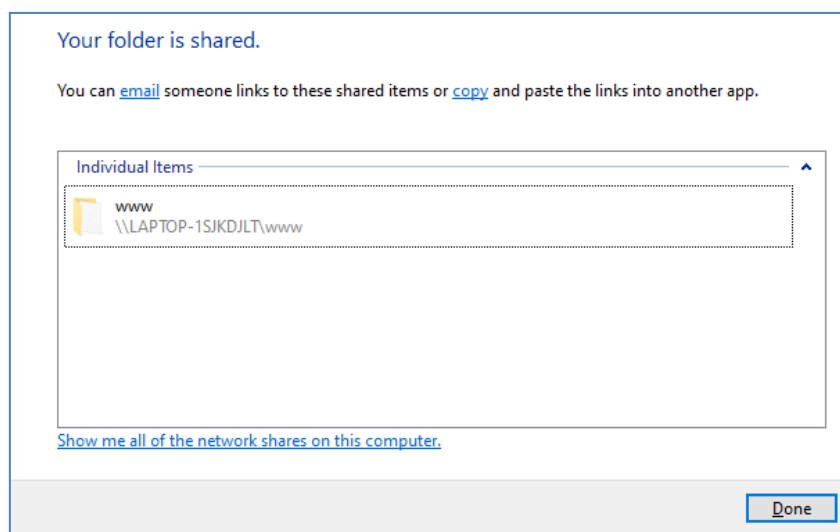 Your folder is shared.
You can email someone links to these shared items or copy and paste the links into another app.
Individual Items
www
\\LAPTOP-1SJKDJLT\www
Show me all of the network shares on this computer.
Done